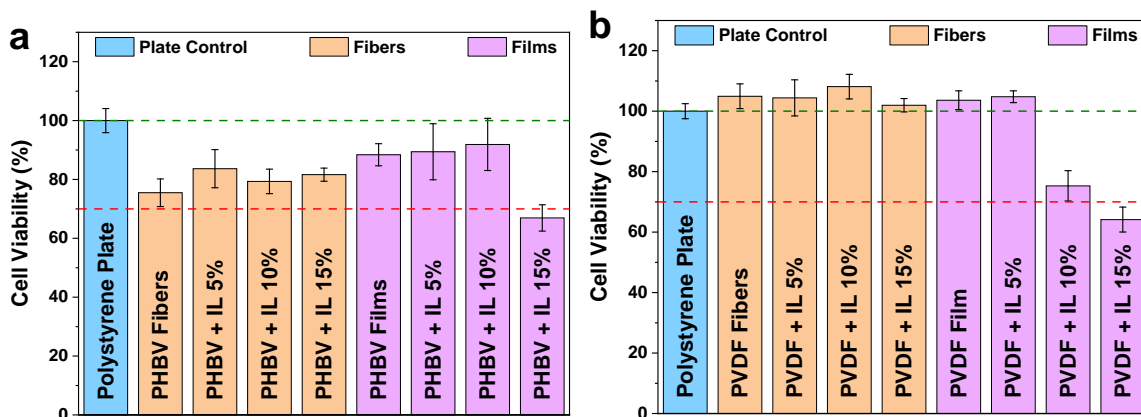 a
Plate Control
Fibers
Films
Cell Viability (%)
120
100
80
60
40
20
0
Polystyrene Plate
PHBV Fibers
PHBV + IL 5%
PHBV + IL 10%
PHBV + IL 15%
PHBV Films
PHBV + IL 5%
PHBV + IL 10%
PHBV + IL 15%
b
Plate Control
Fibers
Films
Cell Viability (%)
120
100
80
60
40
20
0
Polystyrene Plate
PVDF Fibers
PVDF + IL 5%
PVDF + IL 10%
PVDF + IL 15%
PVDF Film
PVDF + IL 5%
PVDF + IL 10%
PVDF + IL 15%